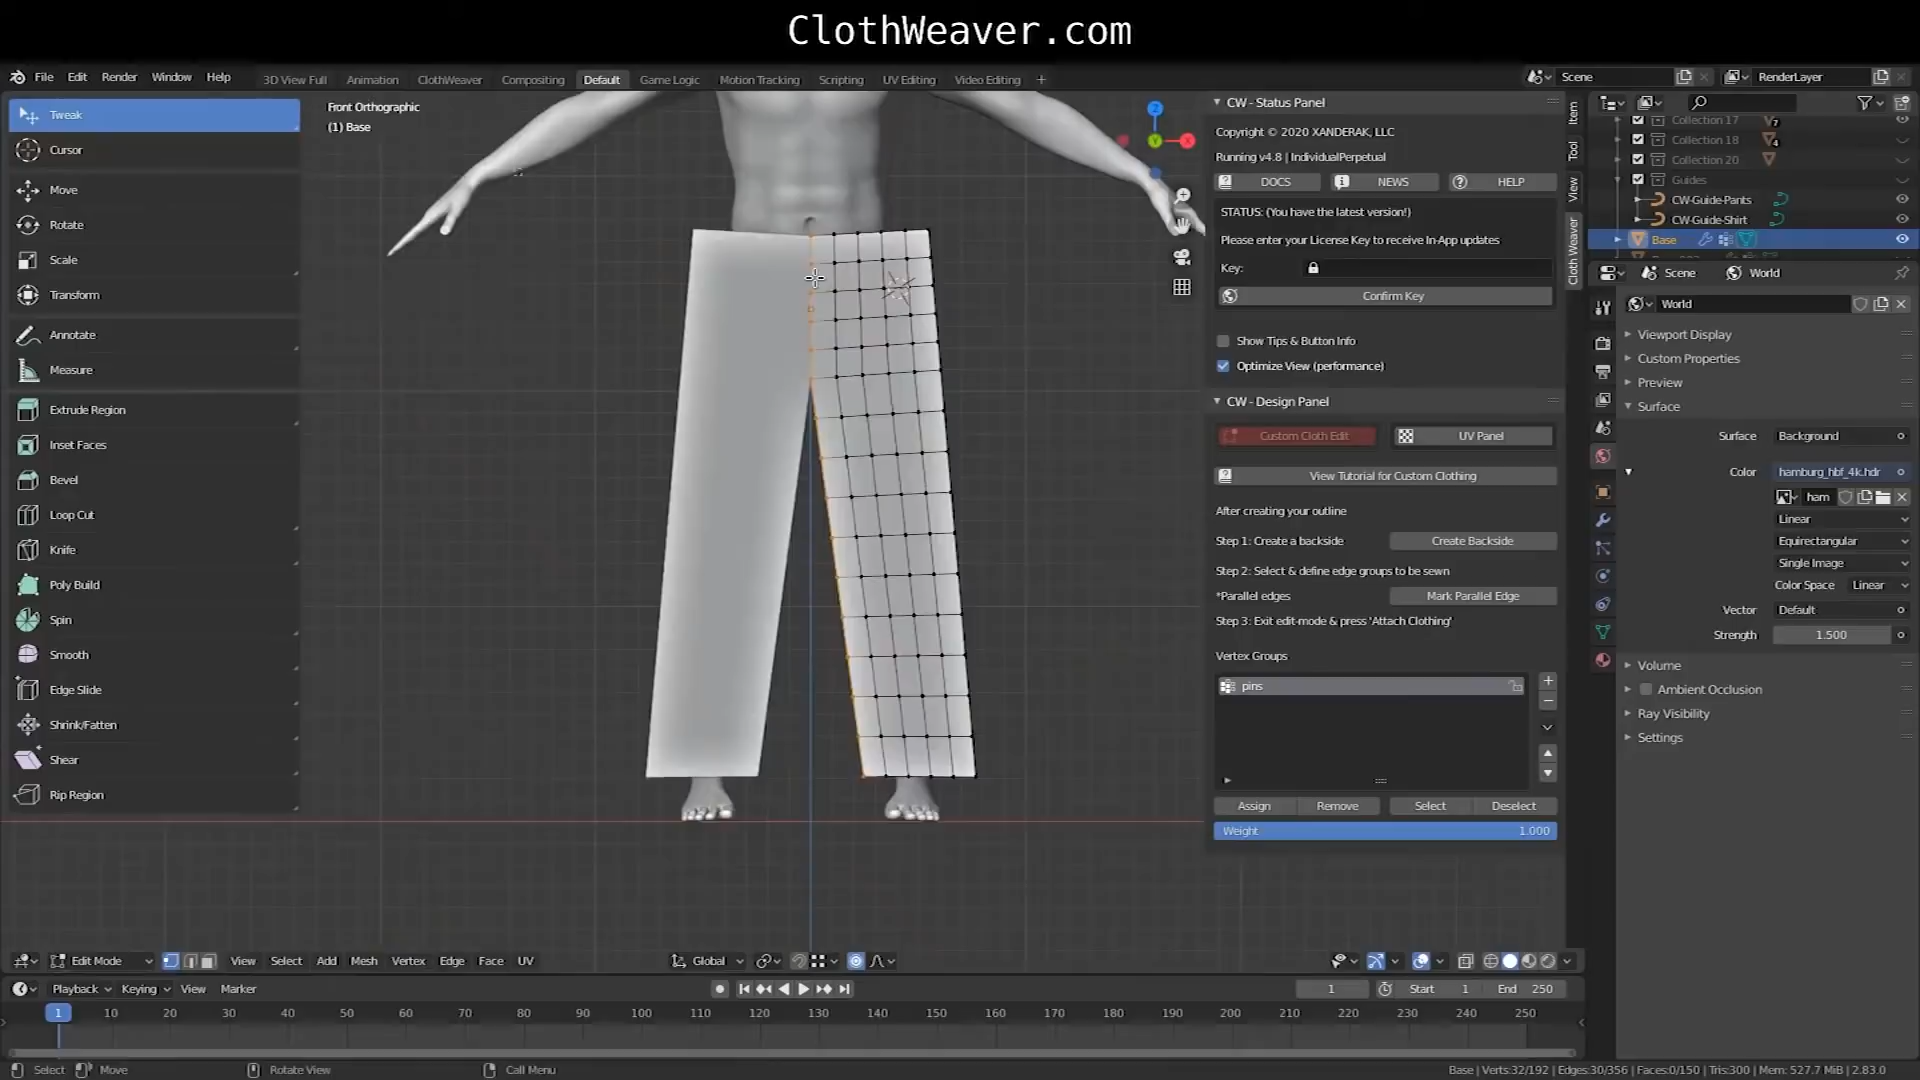 ClothWeaver.com
File Edit Render Window Help
3D View Full Animation ClothWeaver Compositing Default Game Logic Motion Tracking Scripting UV Editing Video Editing +
Scene
RenderLayer
Tweak
Cursor
Move
Rotate
Scale
Transform
Annotate
Measure
Extrude Region
Inset Faces
Bevel
Loop Cut
Knife
Poly Build
Spin
Smooth
Edge Slide
Shrink/Fatten
Shear
Rip Region
Front Orthographic
(1) Base
Z
Y
X
CW - Status Panel
Copyright © 2020 XANDERAK, LLC
Running v4.8 | IndividualPerpetual
DOCS NEWS HELP
STATUS: (You have the latest version!)
Please enter your License Key to receive In-App updates
Key:
Confirm Key
Show Tips & Button Info
Optimize View (performance)
CW - Design Panel
Custom Cloth Edit UV Panel
View Tutorial for Custom Clothing
After creating your outline
Step 1: Create a backside Create Backside
Step 2: Select & define edge groups to be sewn
*Parallel edges Mark Parallel Edge
Step 3: Exit edit-mode & press 'Attach Clothing'
Vertex Groups
pins
Assign Remove Select Deselect
Weight 1.000
Item
Tool
View
Cloth Weaver
Collection 17 7
Collection 18 4
Collection 20
Guides
CW-Guide-Pants
CW-Guide-Shirt
Base
Scene World
World
Viewport Display
Custom Properties
Preview
Surface
Surface Background
Color hamburg_hbf_4k.hdr
ham
Linear
Equirectangular
Single Image
Color Space Linear
Vector Default
Strength 1.500
Volume
Ambient Occlusion
Ray Visibility
Settings
Edit Mode View Select Add Mesh Vertex Edge Face UV Global
Playback Keying View Marker 1 Start 1 End 250
1 10 20 30 40 50 60 70 80 90 100 110 120 130 140 150 160 170 180 190 200 210 220 230 240 250
Select Move Rotate View Call Menu Base | Verts:32/192 | Edges:30/356 | Faces:0/150 | Tris:300 | Mem: 527.7 MiB | 2.83.0